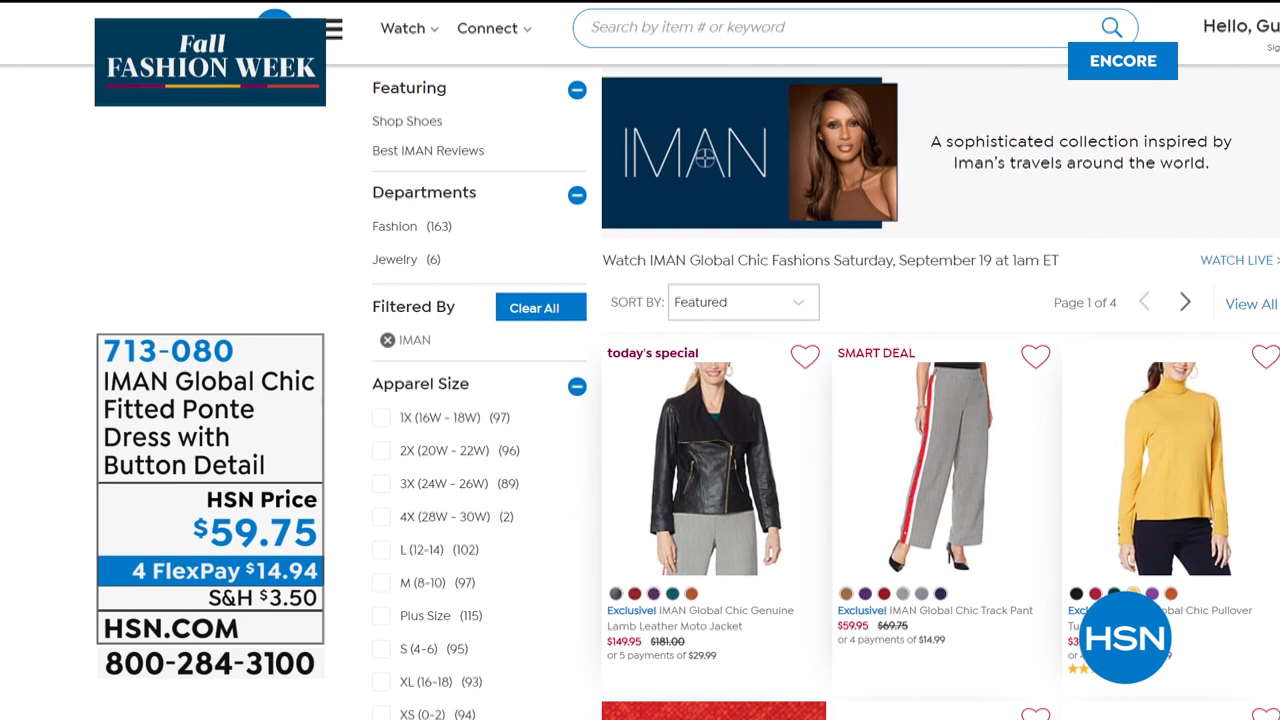 Fall
FASHION WEEK
Watch
Connect
Search by item # or keyword
Hello, Gu
Sig
ENCORE
Featuring
Shop Shoes
Best IMAN Reviews
Departments
Fashion (163)
Jewelry (6)
Filtered By
Clear All
IMAN
Apparel Size
1X (16W - 18W) (97)
2X (20W - 22W) (96)
3X (24W - 26W) (89)
4X (28W - 30W) (2)
L (12-14) (102)
M (8-10) (97)
Plus Size (115)
S (4-6) (95)
XL (16-18) (93)
XS (0-2) (94)
713-080
IMAN Global Chic
Fitted Ponte
Dress with
Button Detail
HSN Price
$59.75
4 FlexPay $14.94
S&H $3.50
HSN.COM
800-284-3100
IMAN
A sophisticated collection inspired by
Iman's travels around the world.
Watch IMAN Global Chic Fashions Saturday, September 19 at 1am ET
WATCH LIVE >
SORT BY: Featured
Page 1 of 4
View All
today's special
Exclusive! IMAN Global Chic Genuine
Lamb Leather Moto Jacket
$149.95 $181.00
or 5 payments of $29.99
SMART DEAL
Exclusive! IMAN Global Chic Track Pant
$59.95 $69.75
or 4 payments of $14.99
Global Chic Pullover
HSN